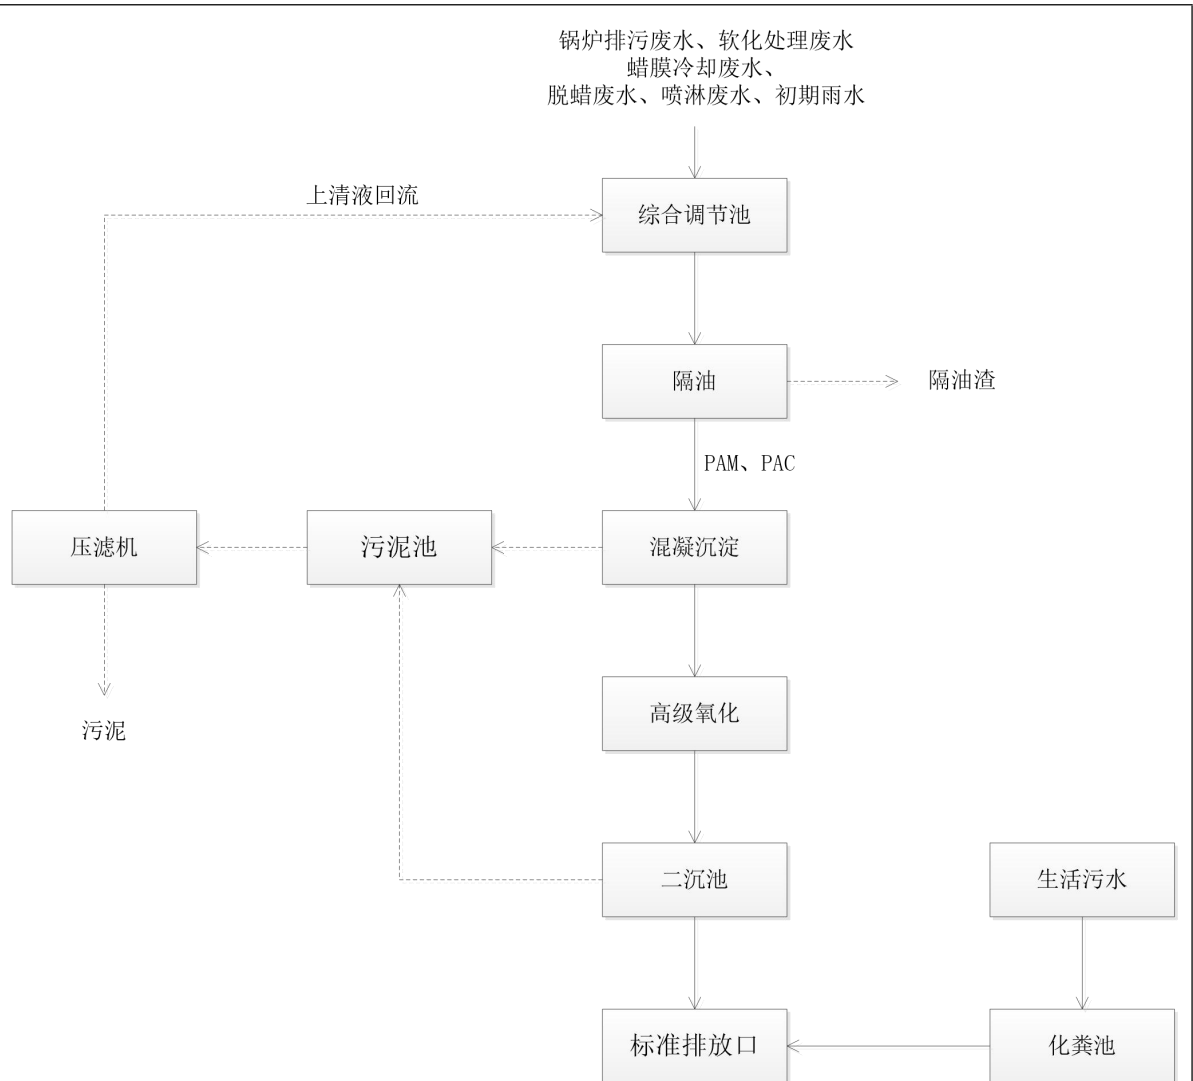 锅炉排污废水、软化处理废水
蜡膜冷却废水、
脱蜡废水、喷淋废水、初期雨水
上清液回流
综合调节池
隔油
隔油渣
PAM、PAC
压滤机
污泥池
混凝沉淀
高级氧化
污泥
二沉池
生活污水
标准排放口
化粪池